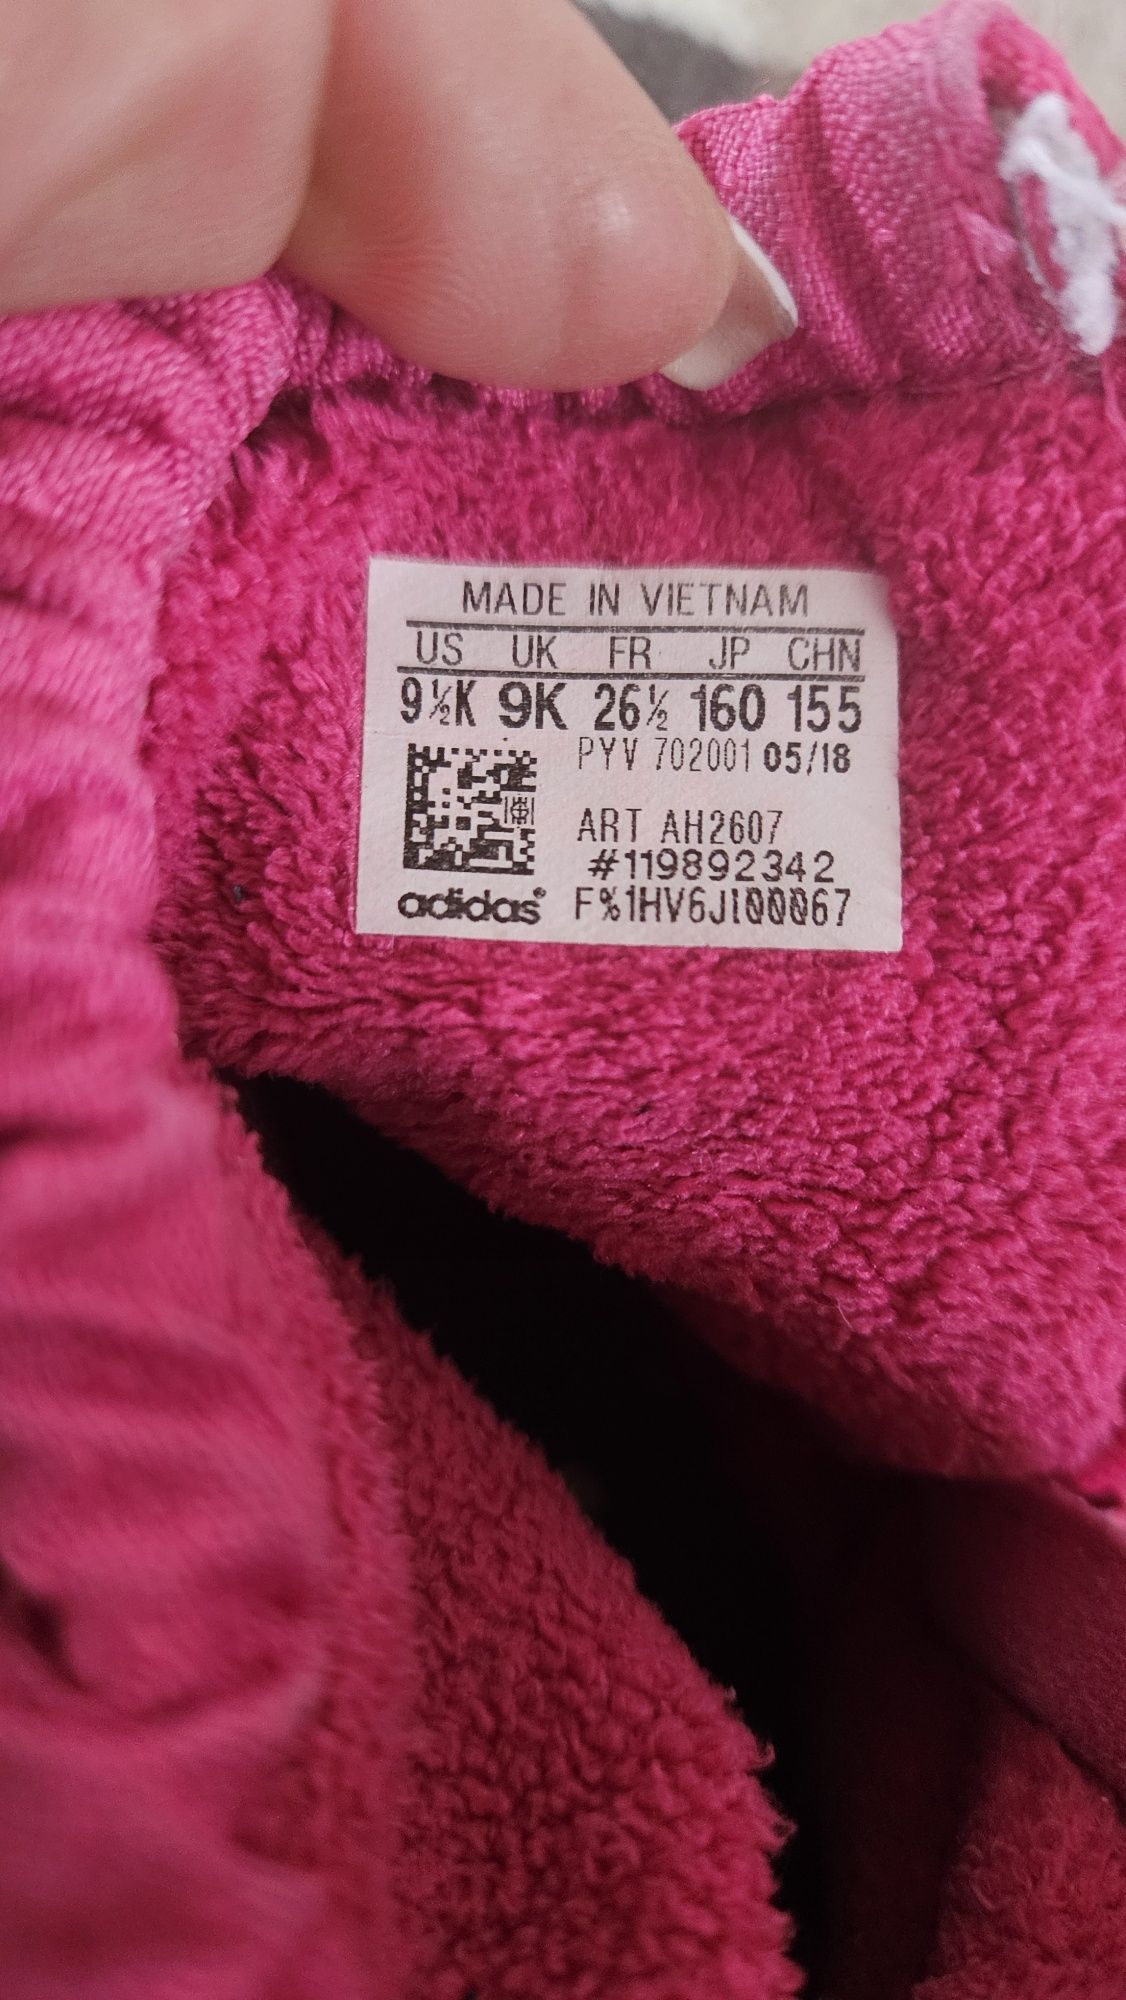 MADE IN VIETNAM
US UK FR JP CHN
9½K 9K 26½ 160 155
PYV 702001 05/18
ART AH2607
#119892342
adidas® F%1HV6J100067